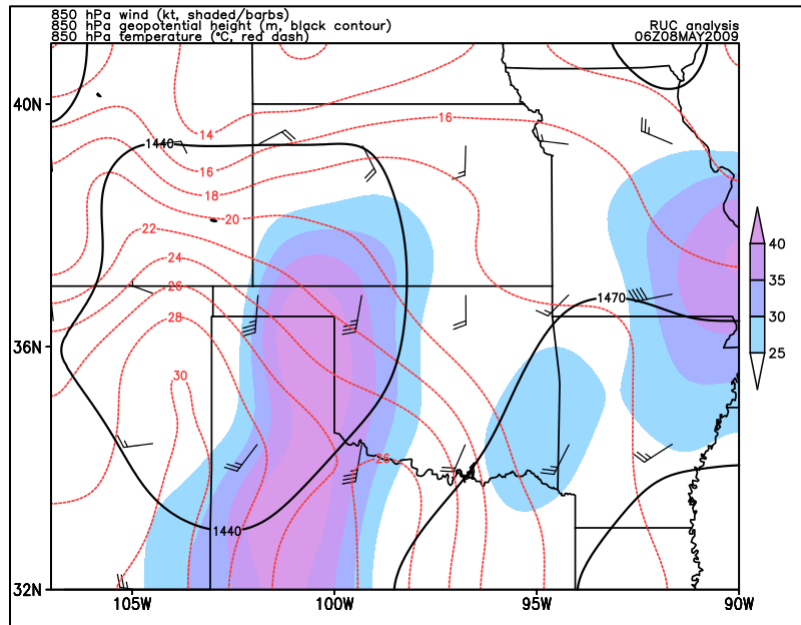 850 hPa wind (kt, shaded/barbs)
850 hPa geopotential height (m, black contour)
850 hPa temperature (°C, red dash)
RUC analysis
06Z08MAY2009
40N
36N
32N
105W
100W
95W
90W
1440
14
16
16
18
20
22
24
26
28
30
1470
26
1440
40
35
30
25